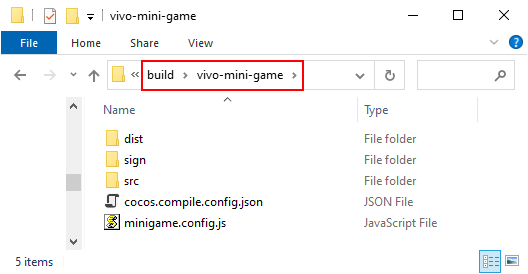 vivo-mini-game
File Home Share View
« build > vivo-mini-game >
Name Type
dist File folder
sign File folder
src File folder
cocos.compile.config.json JSON File
minigame.config.js JavaScript File
5 items